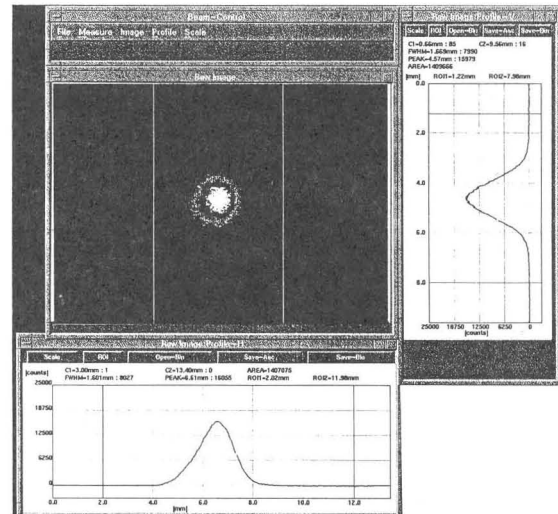 Beam-Control
File Measure Image Profile Scale
Raw Image
Raw Image Profile-V
Scale ROI Open-Bin Save-Asc Save-Bin
C1=0.66mm : 85 C2=9.56mm : 16
FWHM=1.669mm : 7990
PEAK=4.57mm : 15979
AREA=1409666
[mm] ROI1=1.22mm ROI2=7.98mm
0.0
2.0
4.0
6.0
8.0
25000 18750 12500 6250 0
[counts]
Raw Image Profile-H
Scale ROI Open-Bin Save-Asc Save-Bin
C1=3.00mm : 1 C2=13.40mm : 0 AREA=1407075
[counts] FWHM=1.601mm : 8027 PEAK=6.61mm : 16055 ROI1=2.02mm ROI2=11.98mm
25000
18750
12500
6250
0
0.0 2.0 4.0 6.0 8.0 10.0 12.0
[mm]